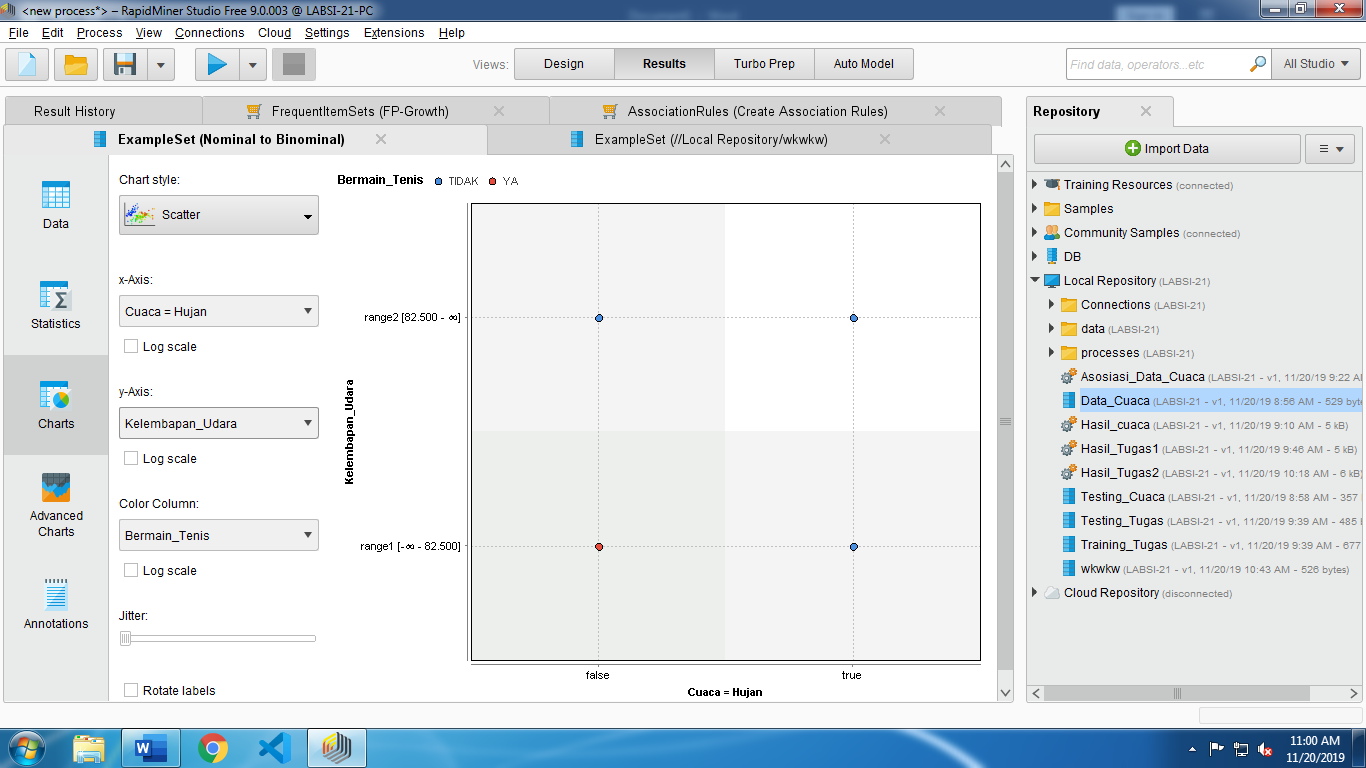 <new process*> – RapidMiner Studio Free 9.0.003 @ LABSI-21-PC
File Edit Process View Connections Cloud Settings Extensions Help
Views: Design Results Turbo Prep Auto Model Find data, operators...etc All Studio
Result History FrequentItemSets (FP-Growth) AssociationRules (Create Association Rules)
ExampleSet (Nominal to Binominal) ExampleSet (//Local Repository/wkwkw)
Data
Statistics
Charts
Advanced
Charts
Annotations
Chart style:
Scatter
x-Axis:
Cuaca = Hujan
Log scale
y-Axis:
Kelembapan_Udara
Log scale
Color Column:
Bermain_Tenis
Log scale
Jitter:
Rotate labels
Bermain_Tenis TIDAK YA
range2 [82.500 - ∞]
Kelembapan_Udara
range1 [-∞ - 82.500]
false true
Cuaca = Hujan
Repository
Import Data
Training Resources (connected)
Samples
Community Samples (connected)
DB
Local Repository (LABSI-21)
Connections (LABSI-21)
data (LABSI-21)
processes (LABSI-21)
Asosiasi_Data_Cuaca (LABSI-21 - v1, 11/20/19 9:22 A
Data_Cuaca (LABSI-21 - v1, 11/20/19 8:56 AM - 529 byte
Hasil_cuaca (LABSI-21 - v1, 11/20/19 9:10 AM - 5 kB)
Hasil_Tugas1 (LABSI-21 - v1, 11/20/19 9:46 AM - 5 kB)
Hasil_Tugas2 (LABSI-21 - v1, 11/20/19 10:18 AM - 6 kB)
Testing_Cuaca (LABSI-21 - v1, 11/20/19 8:58 AM - 357
Testing_Tugas (LABSI-21 - v1, 11/20/19 9:39 AM - 485 b
Training_Tugas (LABSI-21 - v1, 11/20/19 9:39 AM - 677
wkwkw (LABSI-21 - v1, 11/20/19 10:43 AM - 526 bytes)
Cloud Repository (disconnected)
11:00 AM
11/20/2019